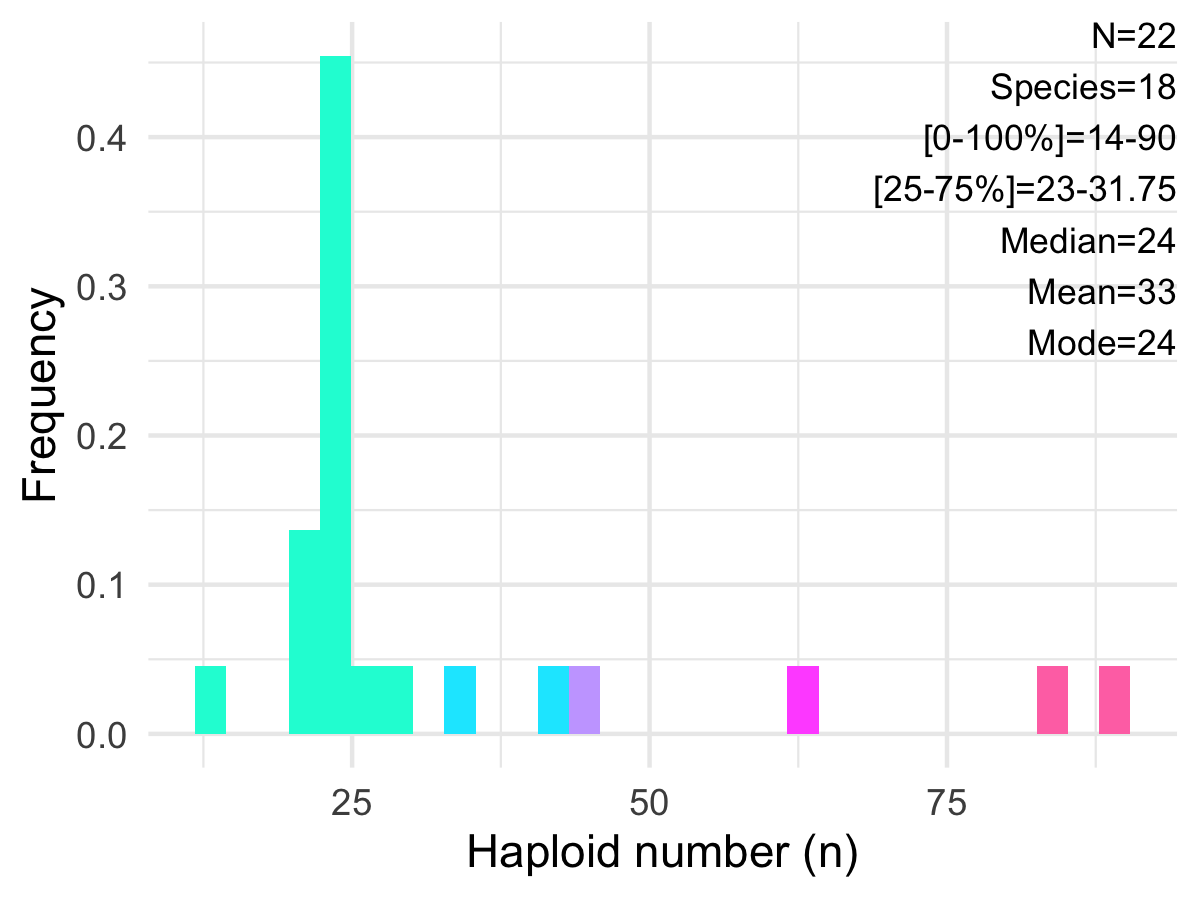 N=22
Species=18
[0-100%]=14-90
[25-75%]=23-31.75
Median=24
Mean=33
Mode=24
Frequency
0.4
0.3
0.2
0.1
0.0
25 50 75
Haploid number (n)